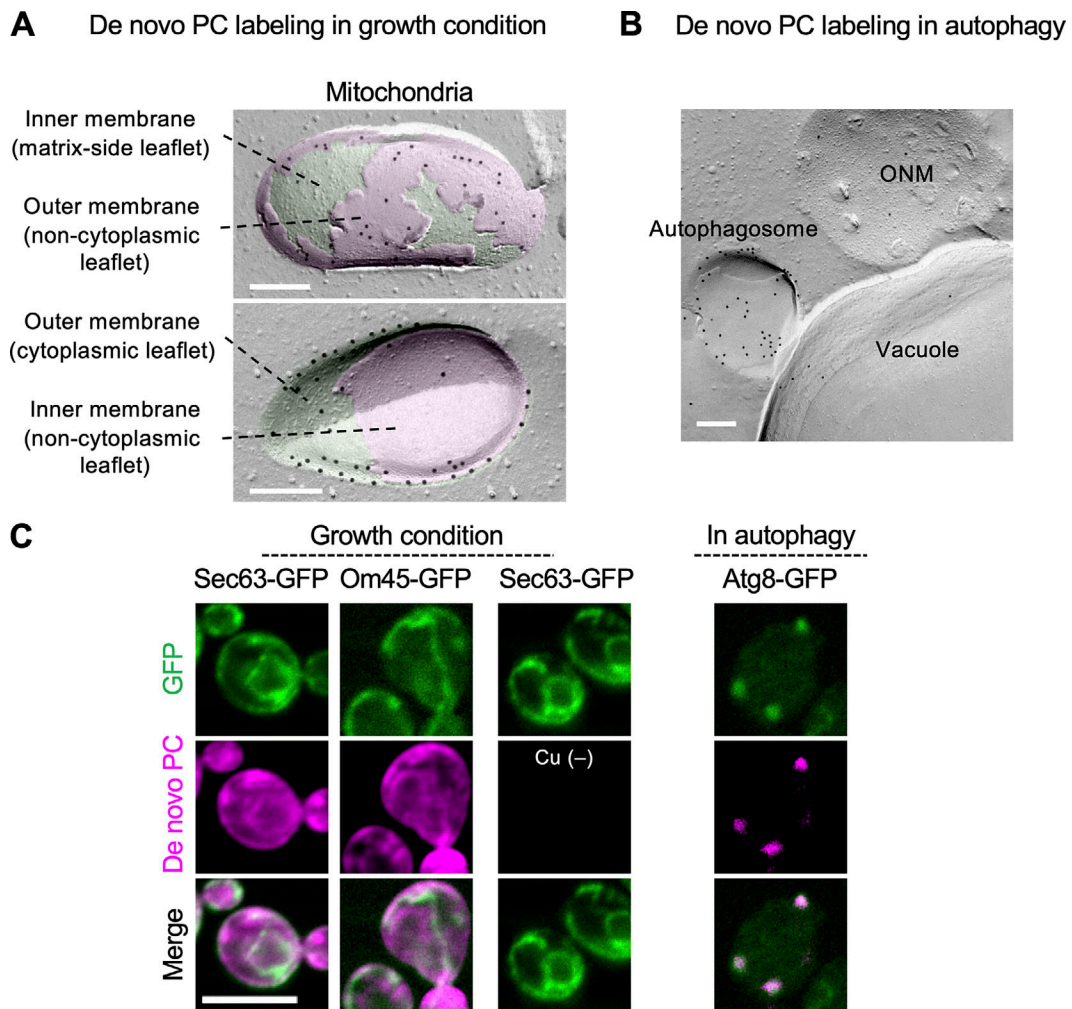 A De novo PC labeling in growth condition
Mitochondria
Inner membrane
(matrix-side leaflet)
Outer membrane
(non-cytoplasmic
leaflet)
Outer membrane
(cytoplasmic leaflet)
Inner membrane
(non-cytoplasmic
leaflet)
B De novo PC labeling in autophagy
ONM
Autophagosome
Vacuole
C
Growth condition
In autophagy
Sec63-GFP Om45-GFP Sec63-GFP Atg8-GFP
GFP
De novo PC
Cu (–)
Merge